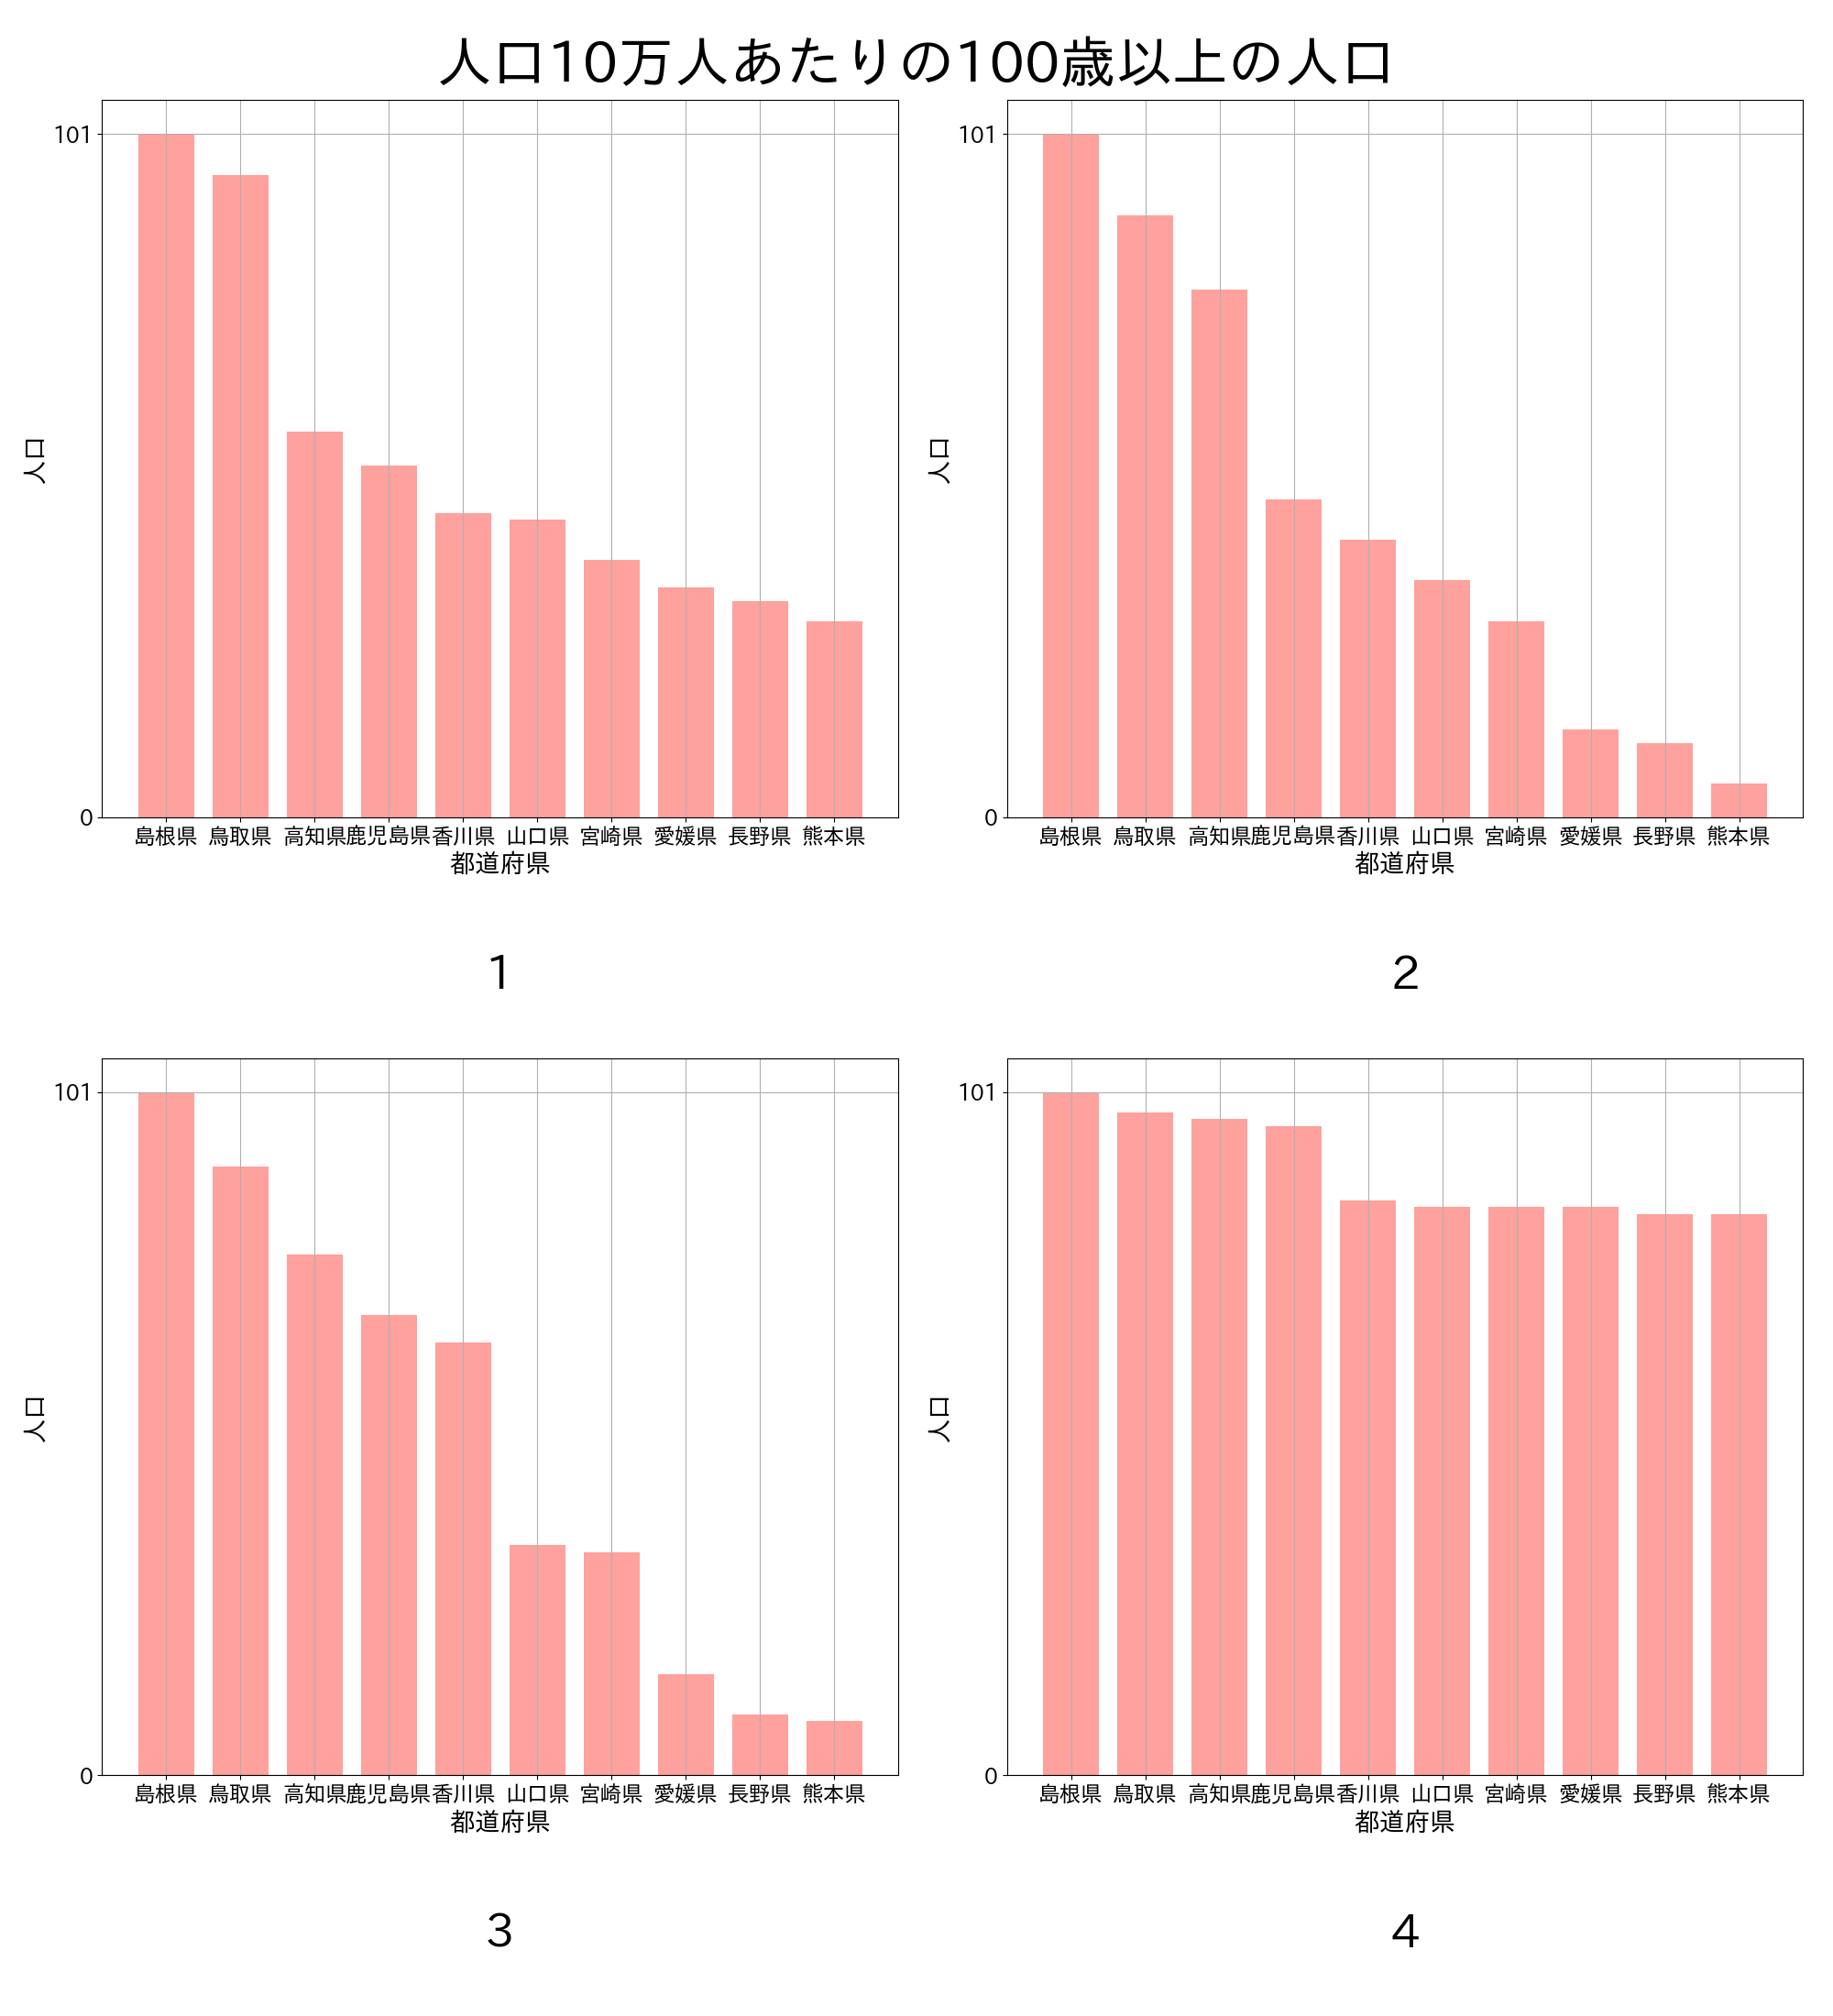 人口10万人あたりの100歳以上の人口
101
人口
0
島根県 鳥取県 高知県 鹿児島県 香川県 山口県 宮崎県 愛媛県 長野県 熊本県
都道府県
1
101
人口
0
島根県 鳥取県 高知県 鹿児島県 香川県 山口県 宮崎県 愛媛県 長野県 熊本県
都道府県
2
101
人口
0
島根県 鳥取県 高知県 鹿児島県 香川県 山口県 宮崎県 愛媛県 長野県 熊本県
都道府県
3
101
人口
0
島根県 鳥取県 高知県 鹿児島県 香川県 山口県 宮崎県 愛媛県 長野県 熊本県
都道府県
4